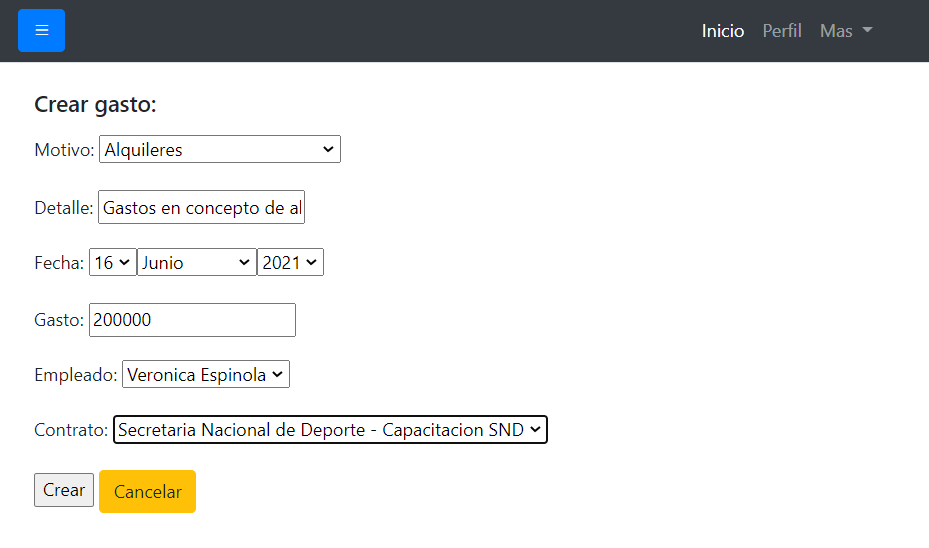 Inicio Perfil Mas
Crear gasto:
Motivo: Alquileres
Detalle: Gastos en concepto de al
Fecha: 16 Junio 2021
Gasto: 200000
Empleado: Veronica Espinola
Contrato: Secretaria Nacional de Deporte - Capacitacion SND
Crear Cancelar